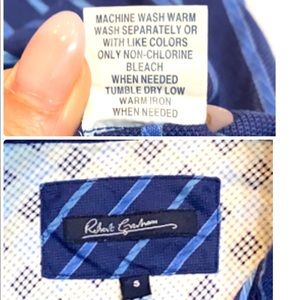 MACHINE WASH WARM
WASH SEPARATELY OR
WITH LIKE COLORS
ONLY NON-CHLORINE
BLEACH
WHEN NEEDED
TUMBLE DRY LOW
WARM IRON
WHEN NEEDED
Robert Graham
S